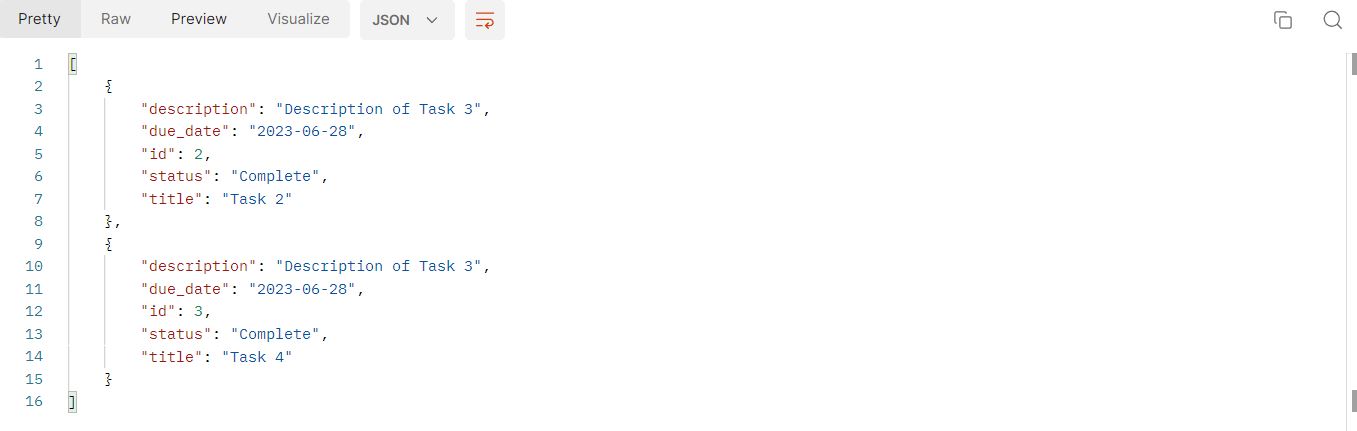 Pretty Raw Preview Visualize JSON
1 [
2 {
3 "description": "Description of Task 3",
4 "due_date": "2023-06-28",
5 "id": 2,
6 "status": "Complete",
7 "title": "Task 2"
8 },
9 {
10 "description": "Description of Task 3",
11 "due_date": "2023-06-28",
12 "id": 3,
13 "status": "Complete",
14 "title": "Task 4"
15 }
16 ]